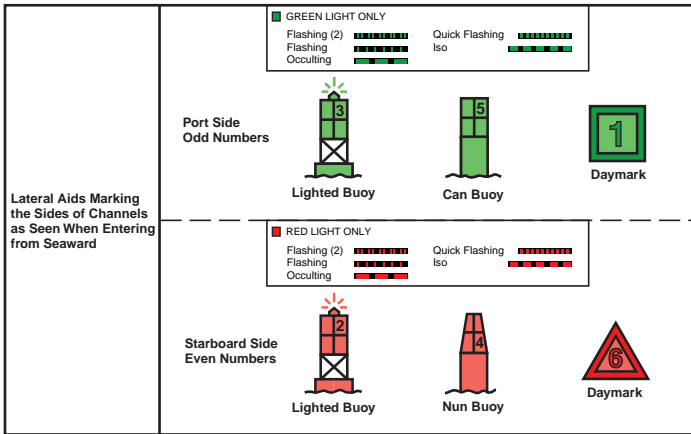 GREEN LIGHT ONLY
Flashing (2)
Quick Flashing
Flashing
Iso
Occulting
Port Side
Odd Numbers
3
5
1
Lighted Buoy
Can Buoy
Daymark
Lateral Aids Marking
the Sides of Channels
as Seen When Entering
from Seaward
RED LIGHT ONLY
Flashing (2)
Quick Flashing
Flashing
Iso
Occulting
Starboard Side
Even Numbers
2
4
6
Lighted Buoy
Nun Buoy
Daymark